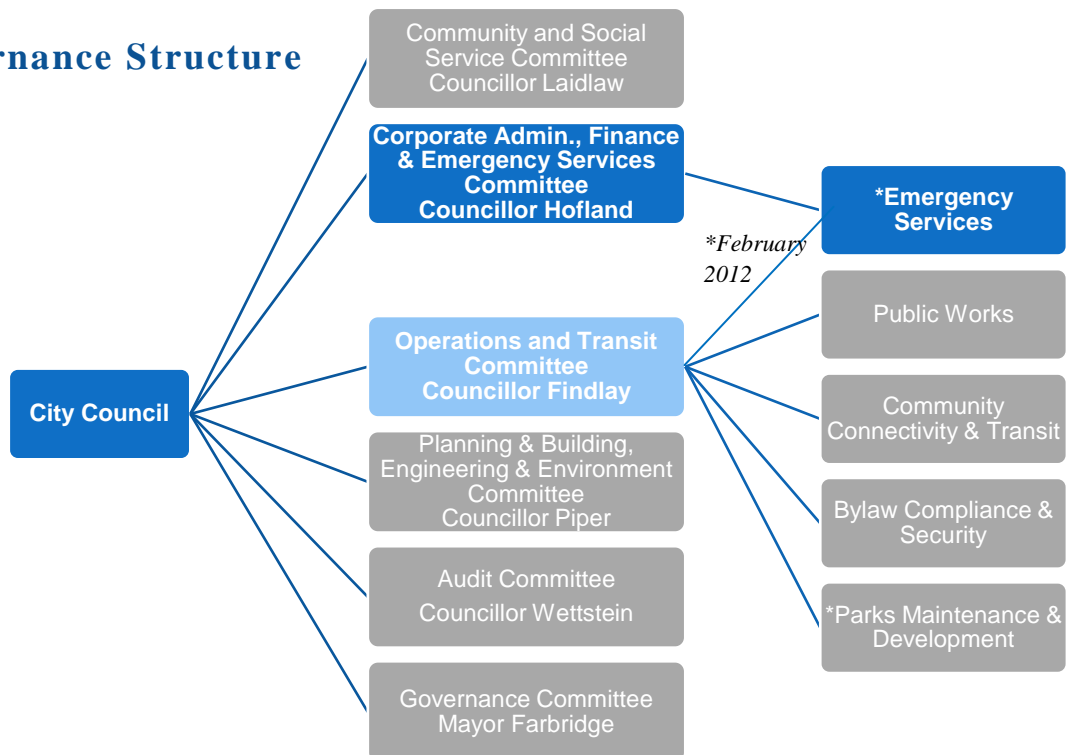 rnance Structure
Community and Social
Service Committee
Councillor Laidlaw
Corporate Admin., Finance
& Emergency Services
Committee
Councillor Hofland
*Emergency
Services
*February
2012
Public Works
Operations and Transit
Committee
Councillor Findlay
City Council
Community
Connectivity & Transit
Planning & Building,
Engineering & Environment
Committee
Councillor Piper
Bylaw Compliance &
Security
Audit Committee
Councillor Wettstein
*Parks Maintenance &
Development
Governance Committee
Mayor Farbridge